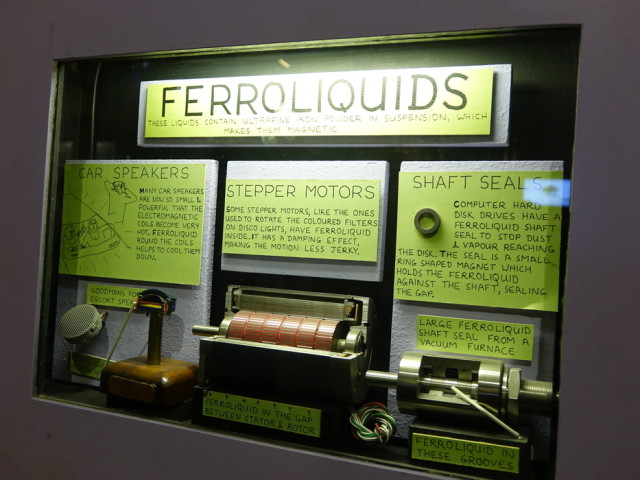 FERROLIQUIDS
THESE LIQUIDS CONTAIN ULTRAFINE IRON POWDER IN SUSPENSION, WHICH
MAKES THEM MAGNETIC
CAR SPEAKERS
MANY CAR SPEAKERS
ARE NOW SO SMALL &
POWERFUL THAT THE
ELECTROMAGNETIC
COILS BECOME VERY
HOT. FERROLIQUID
ROUND THE COILS
HELPS TO COOL THEM
DOWN.
GOODMANS FOR
ESCORT SPE
STEPPER MOTORS
SOME STEPPER MOTORS, LIKE THE ONES
USED TO ROTATE THE COLOURED FILTERS
ON DISCO LIGHTS, HAVE FERROLIQUID
INSIDE. IT HAS A DAMPING EFFECT,
MAKING THE MOTION LESS JERKY.
FERROLIQUID IN THE GAP
BETWEEN STATOR & ROTOR
SHAFT SEALS
COMPUTER HARD
DISK DRIVES HAVE A
FERROLIQUID SHAFT
SEAL TO STOP DUST
& VAPOUR REACHING
THE DISK. THE SEAL IS A SMALL
RING SHAPED MAGNET WHICH
HOLDS THE FERROLIQUID
AGAINST THE SHAFT, SEALING
THE GAP.
LARGE FERROLIQUID
SHAFT SEAL FROM A
VACUUM FURNACE
FERROLIQUID IN
THESE GROOVES